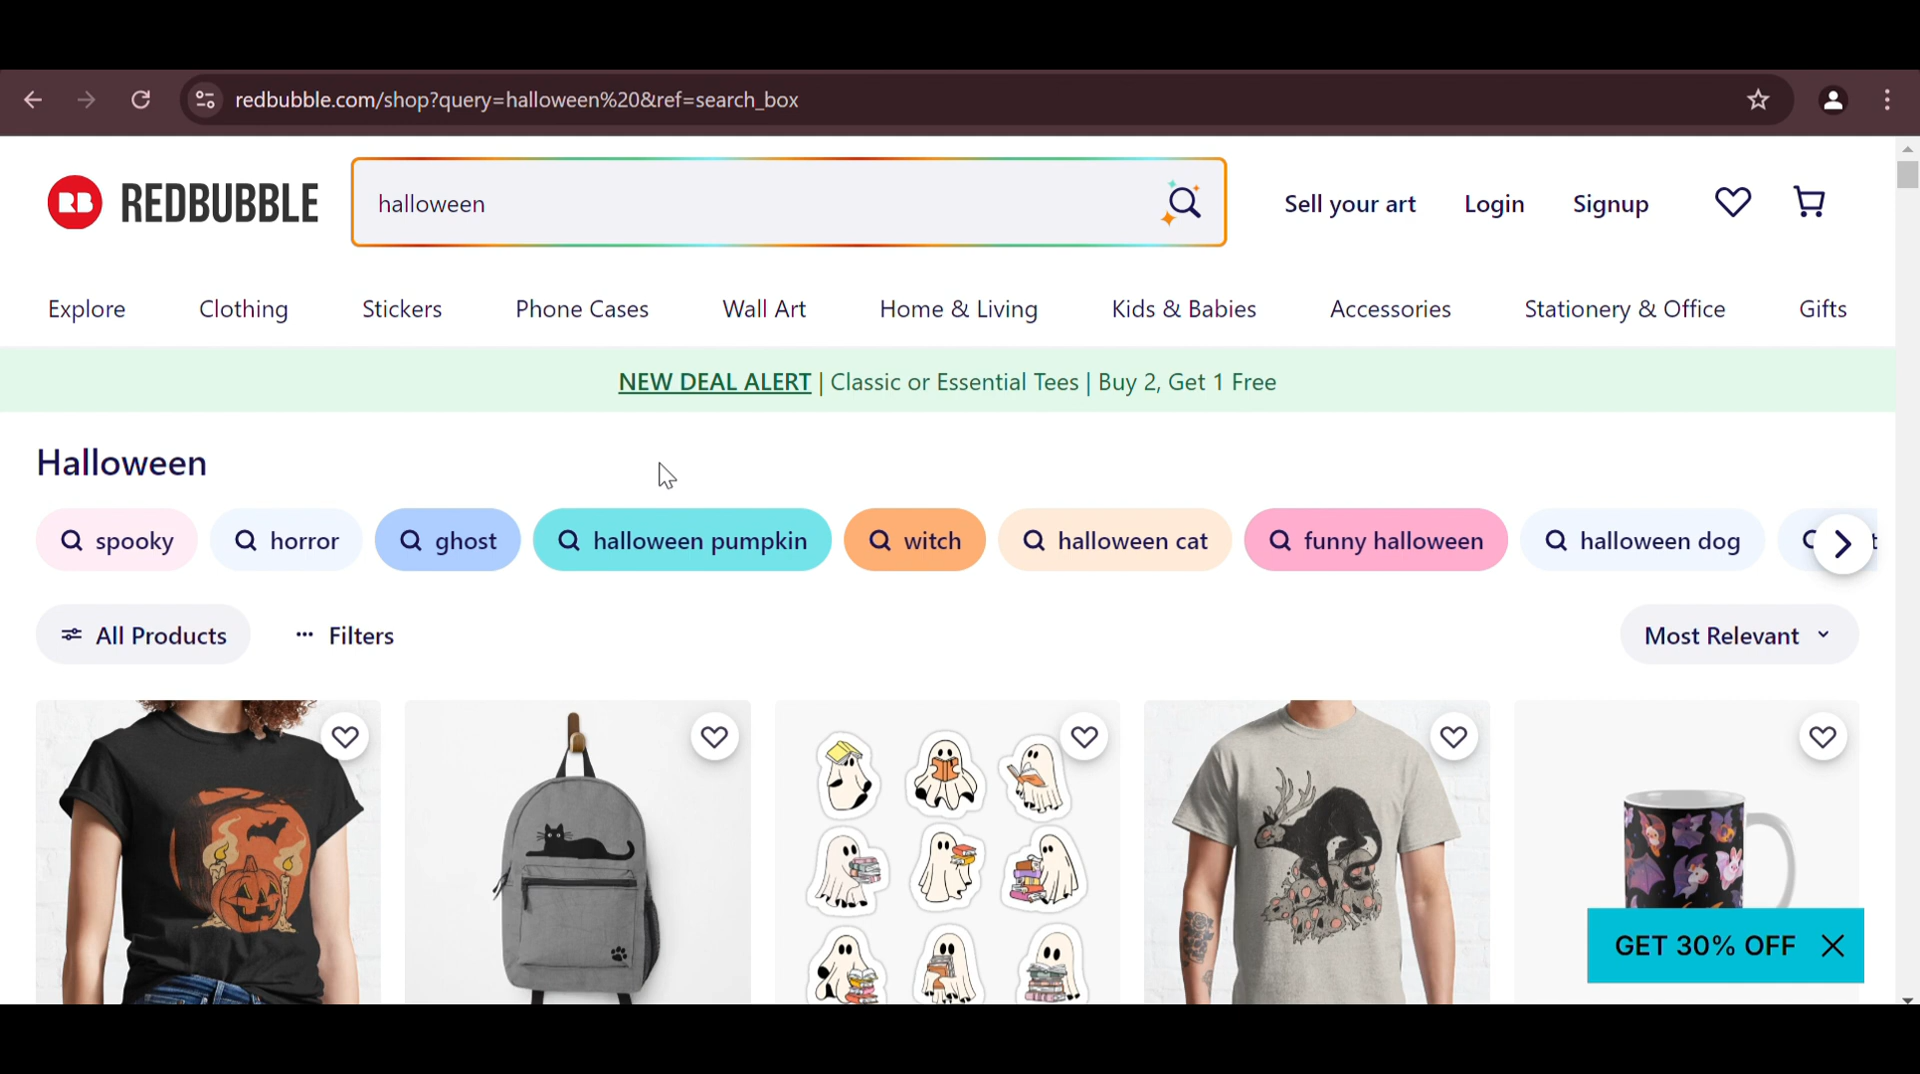 redbubble.com/shop?query=halloween%20&ref=search_box
RB REDBUBBLE
halloween
Sell your art Login Signup
Explore Clothing Stickers Phone Cases Wall Art Home & Living Kids & Babies Accessories Stationery & Office Gifts
NEW DEAL ALERT | Classic or Essential Tees | Buy 2, Get 1 Free
Halloween
spooky horror ghost halloween pumpkin witch halloween cat funny halloween halloween dog
All Products Filters Most Relevant
GET 30% OFF